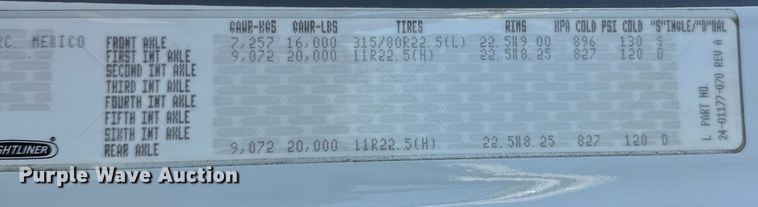 GAWR-KGS GAWR-LBS TIRES RIMS KPA COLD PSI COLD "S"INGLE/"D"UAL
RC. MEXICO FRONT AXLE 7,257 16,000 315/80R22.5(L) 22.5X9.00 896 130 S
FIRST INT AXLE 9,072 20,000 11R22.5(H) 22.5X8.25 827 120 D
SECOND INT AXLE
THIRD INT AXLE
FOURTH INT AXLE
FIFTH INT AXLE
SIXTH INT AXLE
REAR AXLE 9,072 20,000 11R22.5(H) 22.5X8.25 827 120 D
GHTLINER
L PART NO.
24-01177-070 REV A
Purple Wave Auction